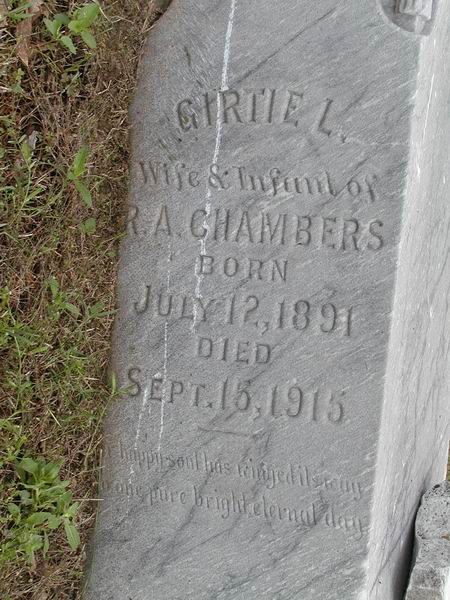 GIRTIE L.
Wife & Infant of
R.A. CHAMBERS
BORN
JULY 12, 1891
DIED
SEPT. 15, 1915
happy soul has winged its way
one pure bright, eternal day